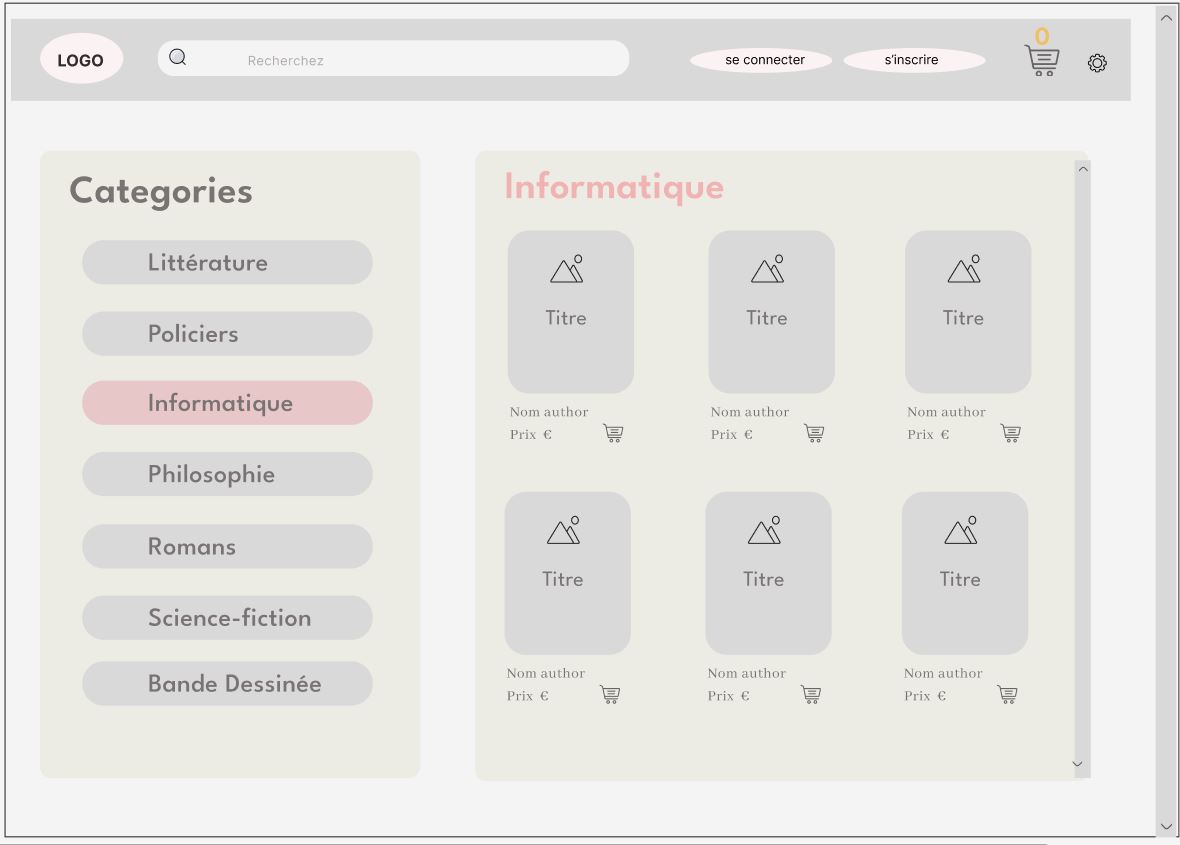 LOGO
Recherchez
se connecter
s'inscrire
0
Categories
Littérature
Policiers
Informatique
Philosophie
Romans
Science-fiction
Bande Dessinée
Informatique
Titre
Titre
Titre
Nom author
Prix €
Nom author
Prix €
Nom author
Prix €
Titre
Titre
Titre
Nom author
Prix €
Nom author
Prix €
Nom author
Prix €